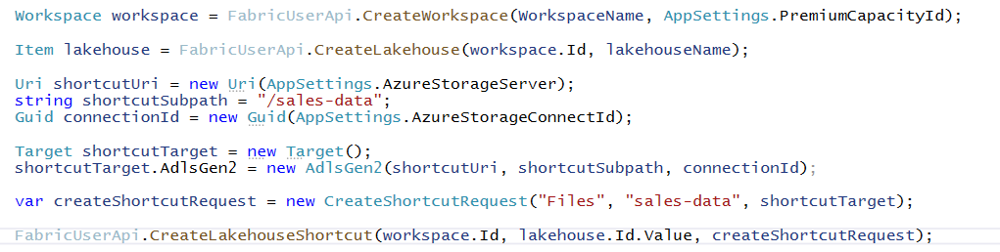 Workspace workspace = FabricUserApi.CreateWorkspace(WorkspaceName, AppSettings.PremiumCapacityId);
Item lakehouse = FabricUserApi.CreateLakehouse(workspace.Id, lakehouseName);
Uri shortcutUri = new Uri(AppSettings.AzureStorageServer);
string shortcutSubpath = "/sales-data";
Guid connectionId = new Guid(AppSettings.AzureStorageConnectId);
Target shortcutTarget = new Target();
shortcutTarget.AdlsGen2 = new AdlsGen2(shortcutUri, shortcutSubpath, connectionId);
var createShortcutRequest = new CreateShortcutRequest("Files", "sales-data", shortcutTarget);
FabricUserApi.CreateLakehouseShortcut(workspace.Id, lakehouse.Id.Value, createShortcutRequest);